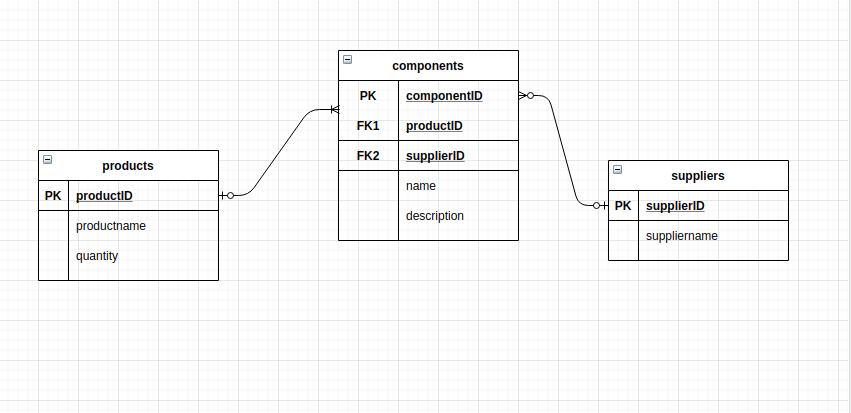 components
PK componentID
FK1 productID
FK2 supplierID
name
description
products
PK productID
productname
quantity
suppliers
PK supplierID
suppliername